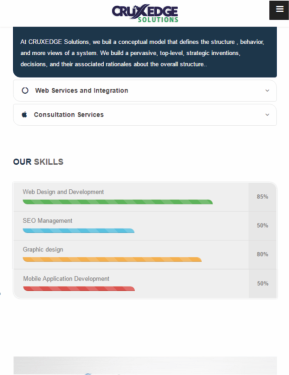 CRUXEDGE
SOLUTIONS
At CRUXEDGE Solutions, we buil a conceptual model that defines the structure , behavior,
and more views of a system. We build a pervasive, top-level, strategic inventions,
decisions, and their associated rationales about the overall structure..
Web Services and Integration
Consultation Services
OUR SKILLS
Web Design and Development
85%
SEO Management
50%
Graphic design
80%
Mobile Application Development
50%